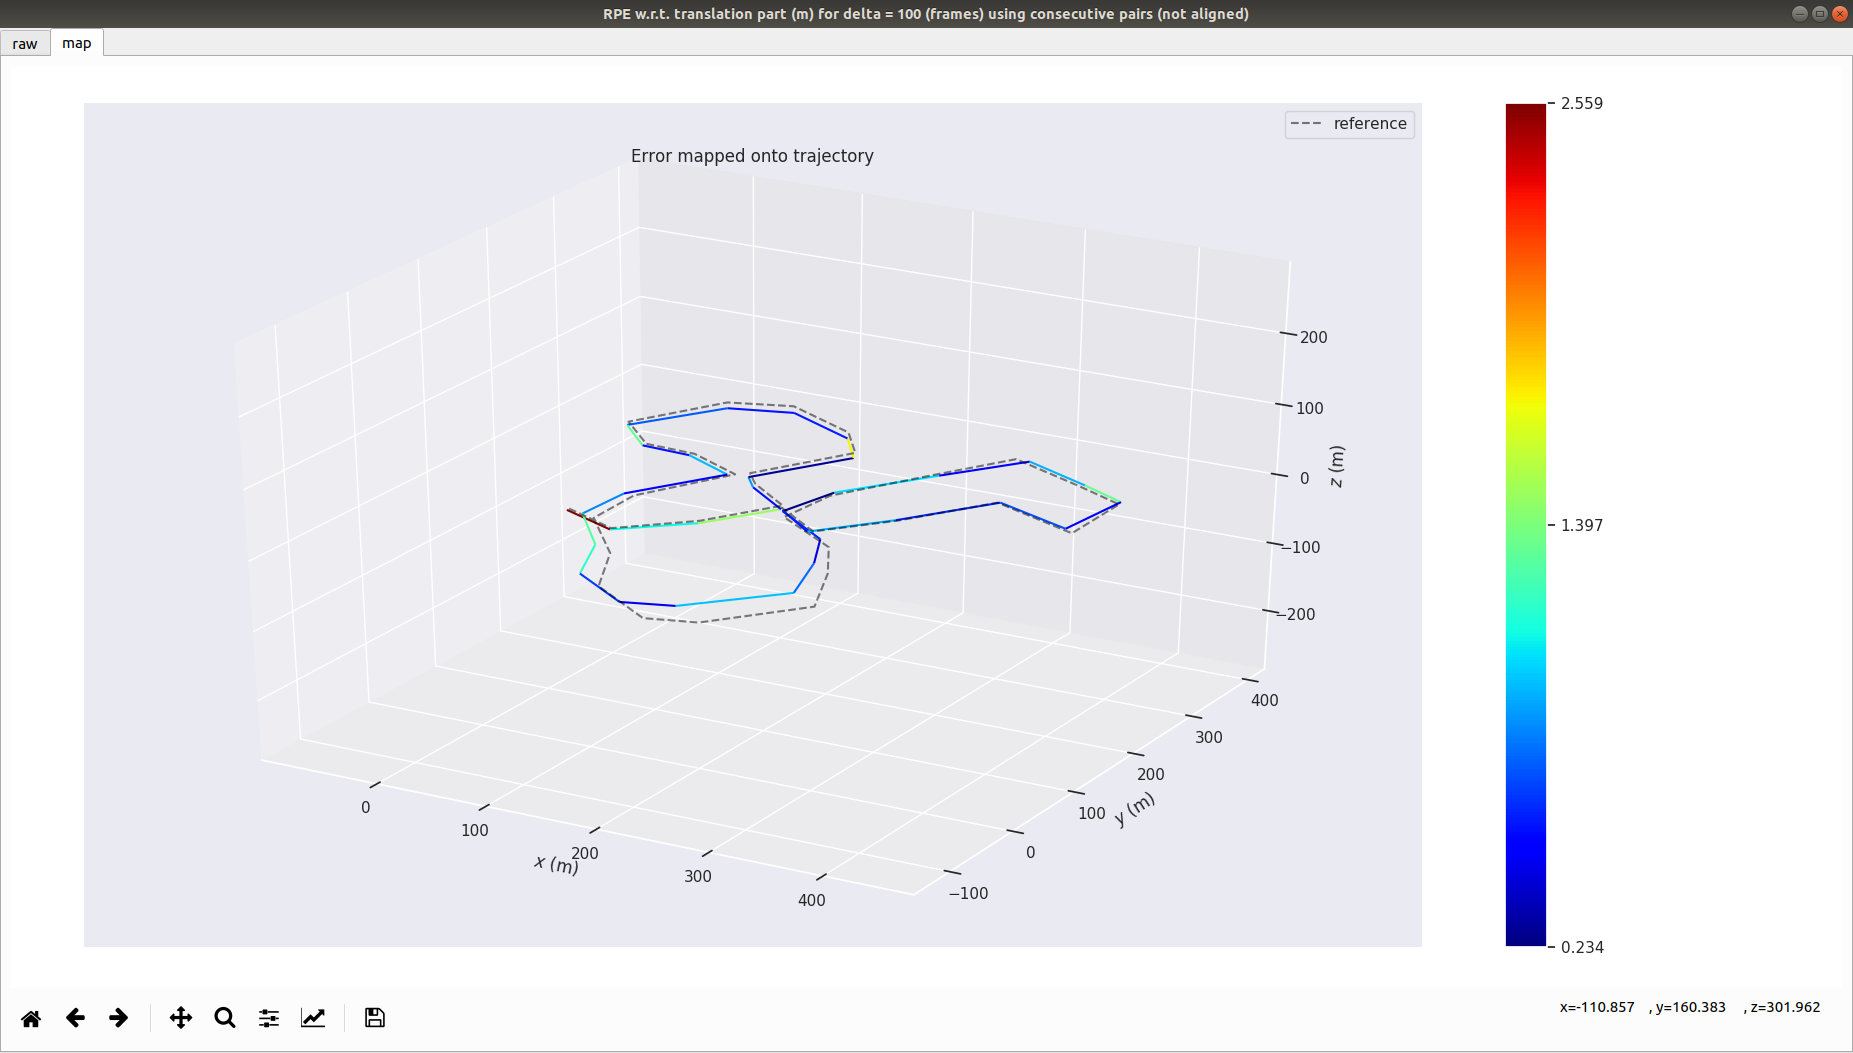 RPE w.r.t. translation part (m) for delta = 100 (frames) using consecutive pairs (not aligned)
raw
map
reference
Error mapped onto trajectory
2.559
1.397
0.234
200
100
0
−100
−200
z (m)
400
300
200
100
0
−100
y (m)
0
100
200
300
400
x (m)
x=-110.857 , y=160.383 , z=301.962